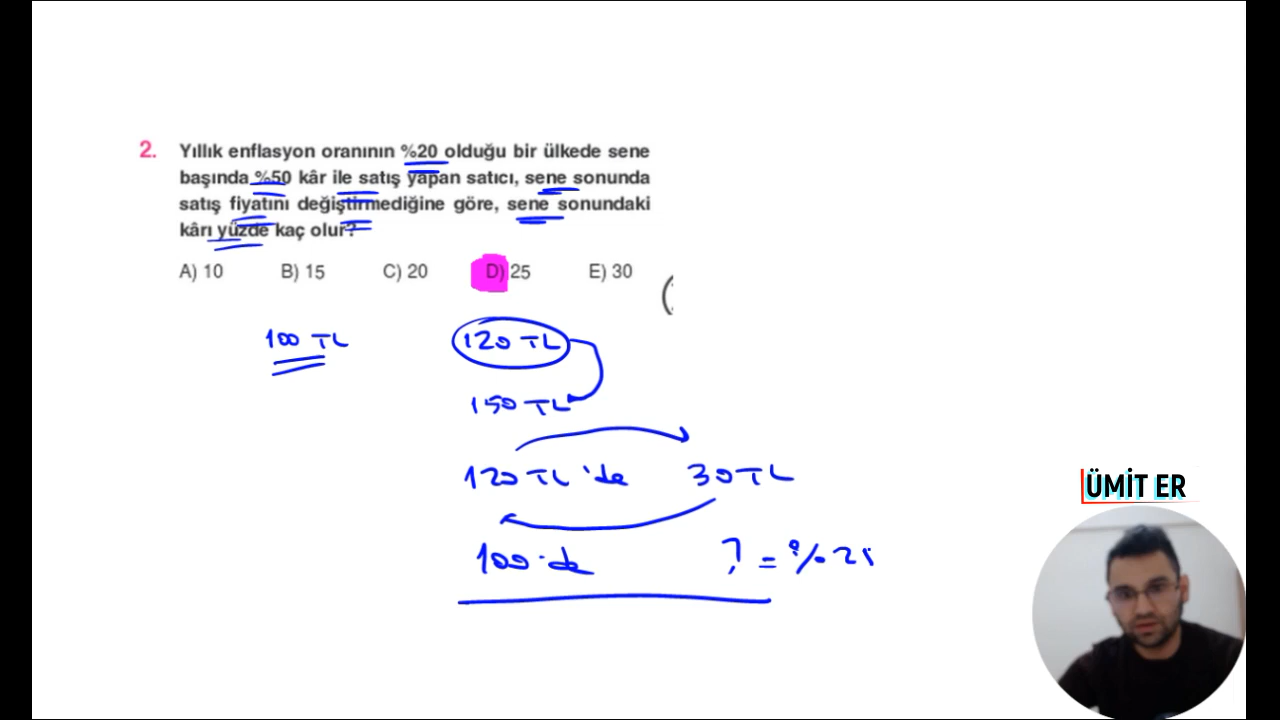 2. Yıllık enflasyon oranının %20 olduğu bir ülkede sene
başında %50 kâr ile satış yapan satıcı, sene sonunda
satış fiyatını değiştirmediğine göre, sene sonundaki
kârı yüzde kaç olur?
A) 10 B) 15 C) 20 D) 25 E) 30
(
100 TL 120 TL
150 TL
120 TL 'de 30 TL
100'de ? = %25
ÜMİT ER